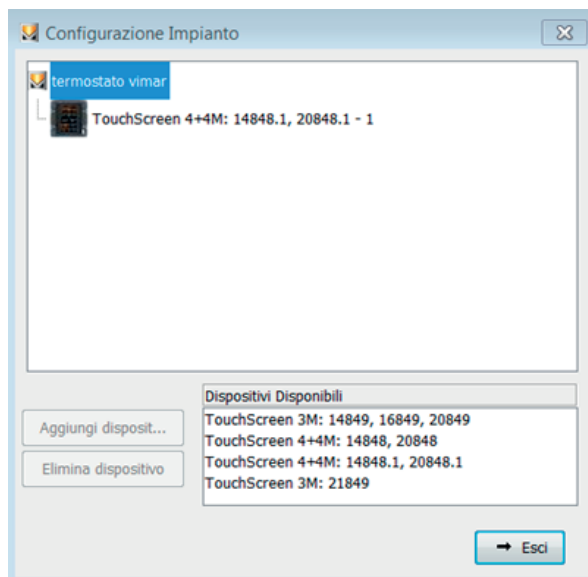 Configurazione Impianto
termostato vimar
TouchScreen 4+4M: 14848.1, 20848.1 - 1
Dispositivi Disponibili
Aggiungi disposit...
Elimina dispositivo
TouchScreen 3M: 14849, 16849, 20849
TouchScreen 4+4M: 14848, 20848
TouchScreen 4+4M: 14848.1, 20848.1
TouchScreen 3M: 21849
Esci